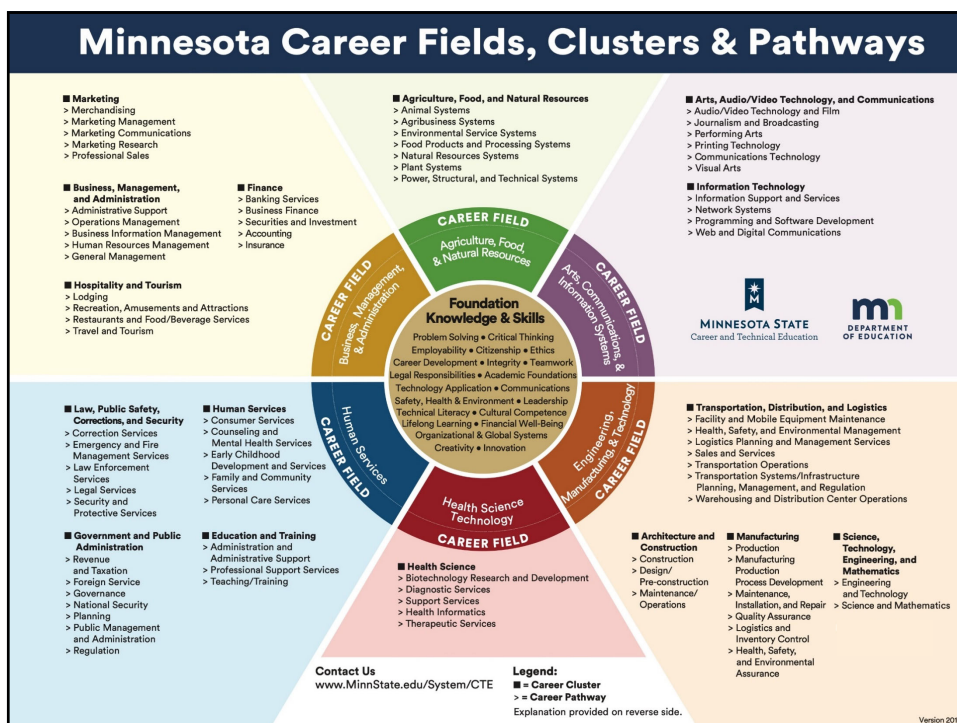 Minnesota Career Fields, Clusters & Pathways
■ Marketing
> Merchandising
> Marketing Management
> Marketing Communications
> Marketing Research
> Professional Sales
■ Business, Management,
and Administration
> Administrative Support
> Operations Management
> Business Information Management
> Human Resources Management
> General Management
■ Finance
> Banking Services
> Business Finance
> Securities and Investment
> Accounting
> Insurance
■ Hospitality and Tourism
> Lodging
> Recreation, Amusements and Attractions
> Restaurants and Food/Beverage Services
> Travel and Tourism
■ Agriculture, Food, and Natural Resources
> Animal Systems
> Agribusiness Systems
> Environmental Service Systems
> Food Products and Processing Systems
> Natural Resources Systems
> Plant Systems
> Power, Structural, and Technical Systems
■ Arts, Audio/Video Technology, and Communications
> Audio/Video Technology and Film
> Journalism and Broadcasting
> Performing Arts
> Printing Technology
> Communications Technology
> Visual Arts
■ Information Technology
> Information Support and Services
> Network Systems
> Programming and Software Development
> Web and Digital Communications
MINNESOTA STATE
Career and Technical Education
mn
DEPARTMENT
OF EDUCATION
CAREER FIELD
Agriculture, Food,
& Natural Resources
CAREER FIELD
Business, Management,
& Administration
CAREER FIELD
Arts, Communications, &
Information Systems
Foundation
Knowledge & Skills
Problem Solving • Critical Thinking
Employability • Citizenship • Ethics
Career Development • Integrity • Teamwork
Legal Responsibilities • Academic Foundations
Technology Application • Communications
Safety, Health & Environment • Leadership
Technical Literacy • Cultural Competence
Lifelong Learning • Financial Well-Being
Organizational & Global Systems
Creativity • Innovation
Human Services
CAREER FIELD
Engineering,
Manufacturing, & Technology
CAREER FIELD
Health Science
Technology
CAREER FIELD
■ Law, Public Safety,
Corrections, and Security
> Correction Services
> Emergency and Fire
Management Services
> Law Enforcement
Services
> Legal Services
> Security and
Protective Services
■ Human Services
> Consumer Services
> Counseling and
Mental Health Services
> Early Childhood
Development and Services
> Family and Community
Services
> Personal Care Services
■ Government and Public
Administration
> Revenue
and Taxation
> Foreign Service
> Governance
> National Security
> Planning
> Public Management
and Administration
> Regulation
■ Education and Training
> Administration and
Administrative Support
> Professional Support Services
> Teaching/Training
■ Health Science
> Biotechnology Research and Development
> Diagnostic Services
> Support Services
> Health Informatics
> Therapeutic Services
■ Transportation, Distribution, and Logistics
> Facility and Mobile Equipment Maintenance
> Health, Safety, and Environmental Management
> Logistics Planning and Management Services
> Sales and Services
> Transportation Operations
> Transportation Systems/Infrastructure
Planning, Management, and Regulation
> Warehousing and Distribution Center Operations
■ Architecture and
Construction
> Construction
> Design/
Pre-construction
> Maintenance/
Operations
■ Manufacturing
> Production
> Manufacturing
Production
Process Development
> Maintenance,
Installation, and Repair
> Quality Assurance
> Logistics and
Inventory Control
> Health, Safety,
and Environmental
Assurance
■ Science,
Technology,
Engineering, and
Mathematics
> Engineering
and Technology
> Science and Mathematics
Contact Us
www.MinnState.edu/System/CTE
Legend:
■ = Career Cluster
> = Career Pathway
Explanation provided on reverse side.
Version 201